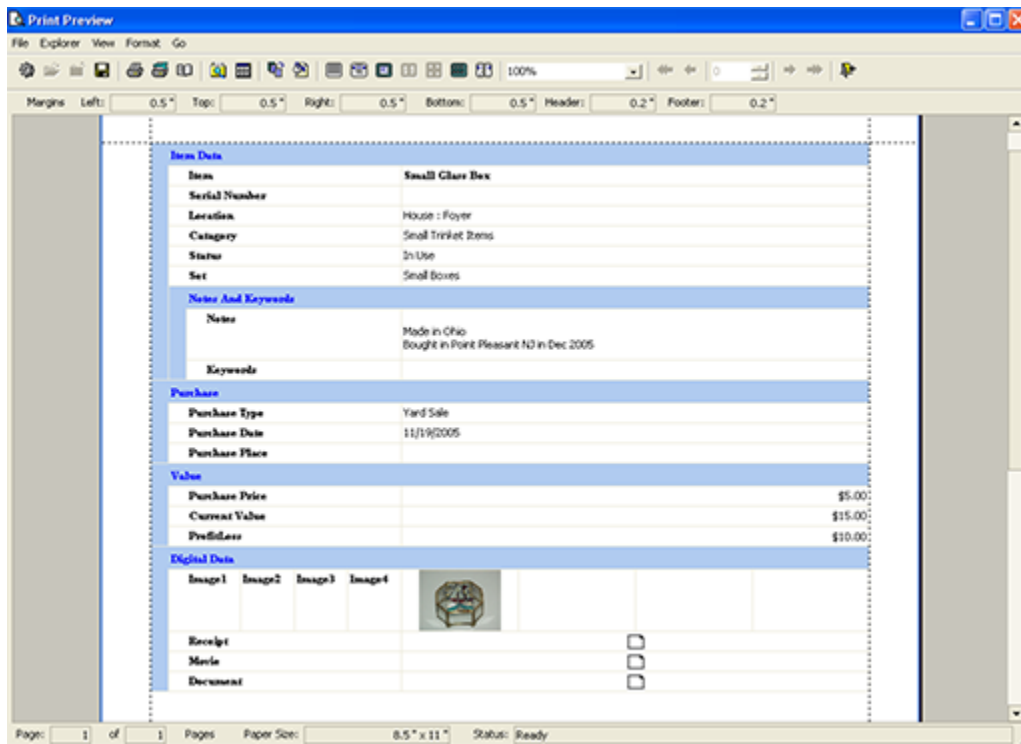 Print Preview
File Explorer View Format Go
100% 0
Margins Left: 0.5" Top: 0.5" Right: 0.5" Bottom: 0.5" Header: 0.2" Footer: 0.2"
Item Data
Item Small Glass Box
Serial Number
Location House : Foyer
Category Small Trinket Items
Status In Use
Set Small Boxes
Notes And Keywords
Notes
Made in Ohio
Bought in Point Pleasant NJ in Dec 2005
Keywords
Purchase
Purchase Type Yard Sale
Purchase Date 11/19/2005
Purchase Place
Value
Purchase Price $5.00
Current Value $15.00
ProfitLoss $10.00
Digital Data
Image1 Image2 Image3 Image4
Receipt
Movie
Document
Page: 1 of 1 Pages Paper Size: 8.5" x 11" Status: Ready